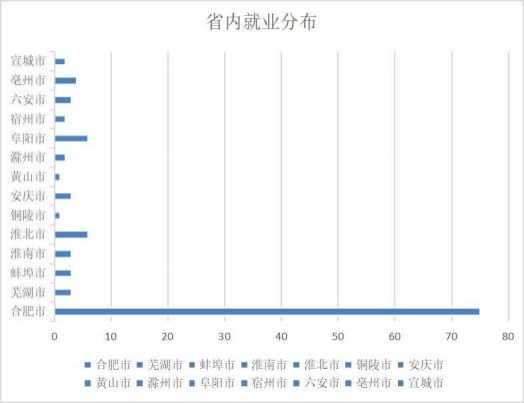 省内就业分布
宣城市
亳州市
六安市
宿州市
阜阳市
滁州市
黄山市
安庆市
铜陵市
淮北市
淮南市
蚌埠市
芜湖市
合肥市
0 10 20 30 40 50 60 70 80
合肥市 芜湖市 蚌埠市 淮南市 淮北市 铜陵市 安庆市
黄山市 滁州市 阜阳市 宿州市 六安市 亳州市 宣城市